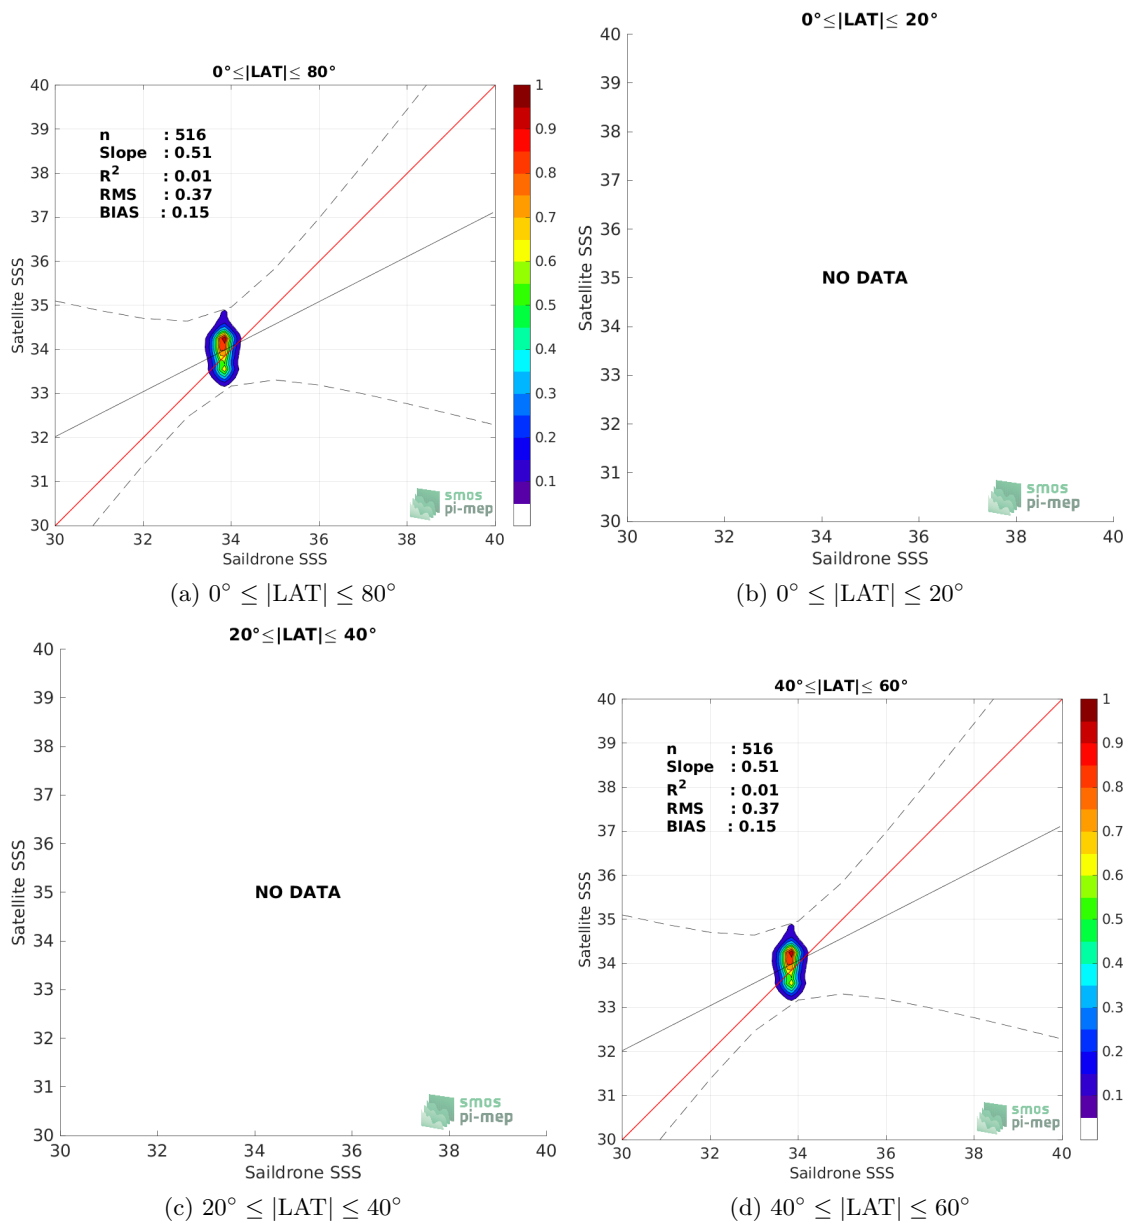 0°≤|LAT|≤ 80°
n : 516
Slope : 0.51
R² : 0.01
RMS : 0.37
BIAS : 0.15
40
39
38
37
36
35
34
33
32
31
30
Satellite SSS
30 32 34 36 38 40
Saildrone SSS
1
0.9
0.8
0.7
0.6
0.5
0.4
0.3
0.2
0.1
smos
pi-mep
(a) 0° ≤ |LAT| ≤ 80°
0°≤|LAT|≤ 20°
40
39
38
37
36
35
34
33
32
31
30
Satellite SSS
NO DATA
30 32 34 36 38 40
Saildrone SSS
smos
pi-mep
(b) 0° ≤ |LAT| ≤ 20°
20°≤|LAT|≤ 40°
40
39
38
37
36
35
34
33
32
31
30
Satellite SSS
NO DATA
30 32 34 36 38 40
Saildrone SSS
smos
pi-mep
(c) 20° ≤ |LAT| ≤ 40°
40°≤|LAT|≤ 60°
n : 516
Slope : 0.51
R² : 0.01
RMS : 0.37
BIAS : 0.15
40
39
38
37
36
35
34
33
32
31
30
Satellite SSS
30 32 34 36 38 40
Saildrone SSS
1
0.9
0.8
0.7
0.6
0.5
0.4
0.3
0.2
0.1
smos
pi-mep
(d) 40° ≤ |LAT| ≤ 60°